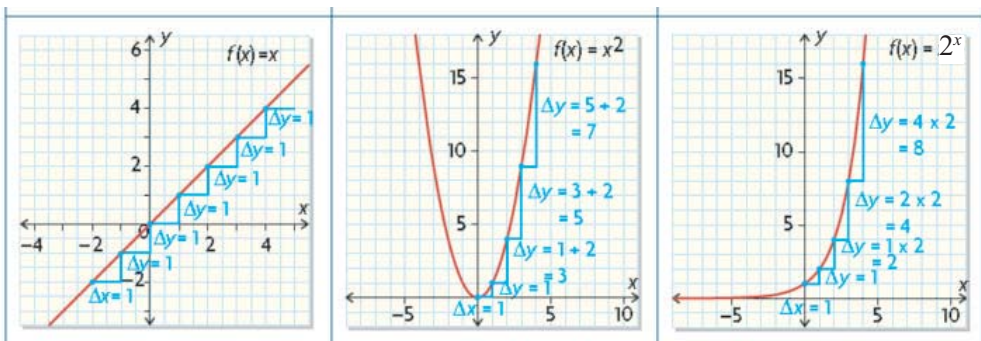 y
6
f(x) = x
4
Δy = 1
Δy = 1
2
Δy = 1
Δy = 1
x
−4
−2
0
2
4
Δy = 1
Δy = 1
−2
Δx = 1
y
f(x) = x²
15
Δy = 5 + 2
= 7
10
Δy = 3 + 2
= 5
5
Δy = 1 + 2
= 3
Δy = 1
x
Δx = 1
−5
5
10
y
f(x) = 2ˣ
15
Δy = 4 × 2
= 8
10
Δy = 2 × 2
= 4
5
Δy = 1 × 2
= 2
Δy = 1
x
Δx = 1
−5
5
10